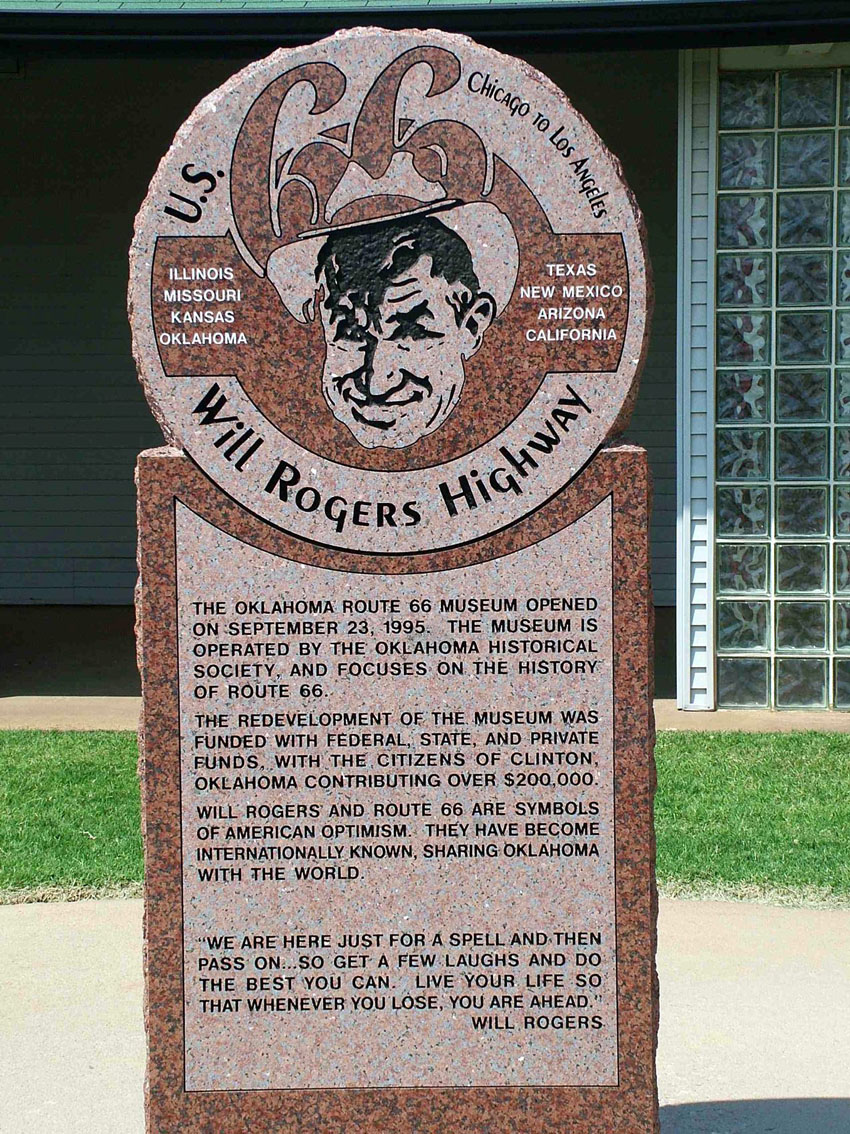 U.S. 66
Chicago to Los Angeles
ILLINOIS
MISSOURI
KANSAS
OKLAHOMA
TEXAS
NEW MEXICO
ARIZONA
CALIFORNIA
Will Rogers Highway
THE OKLAHOMA ROUTE 66 MUSEUM OPENED
ON SEPTEMBER 23, 1995. THE MUSEUM IS
OPERATED BY THE OKLAHOMA HISTORICAL
SOCIETY, AND FOCUSES ON THE HISTORY
OF ROUTE 66.
THE REDEVELOPMENT OF THE MUSEUM WAS
FUNDED WITH FEDERAL, STATE, AND PRIVATE
FUNDS, WITH THE CITIZENS OF CLINTON,
OKLAHOMA CONTRIBUTING OVER $200,000.
WILL ROGERS AND ROUTE 66 ARE SYMBOLS
OF AMERICAN OPTIMISM. THEY HAVE BECOME
INTERNATIONALLY KNOWN, SHARING OKLAHOMA
WITH THE WORLD.
"WE ARE HERE JUST FOR A SPELL AND THEN
PASS ON...SO GET A FEW LAUGHS AND DO
THE BEST YOU CAN. LIVE YOUR LIFE SO
THAT WHENEVER YOU LOSE, YOU ARE AHEAD."
WILL ROGERS